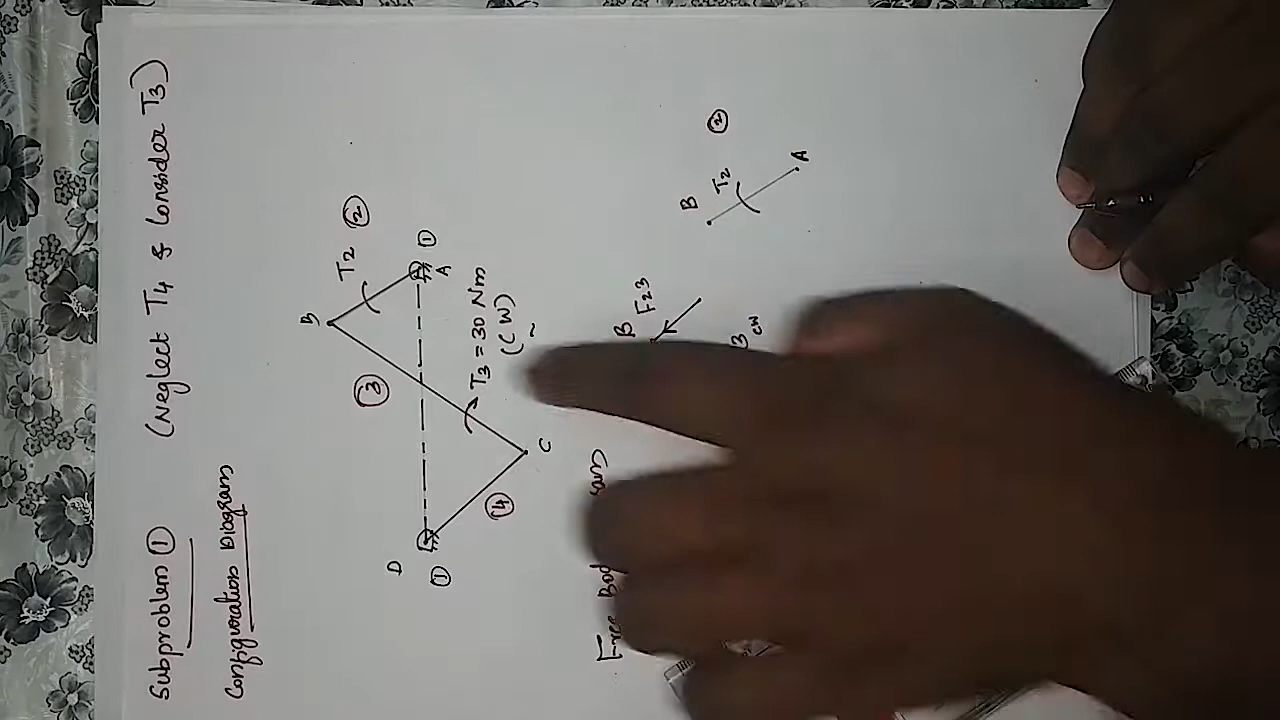 Subproblem ① (Neglect T4 & Consider T3)
Configuration Diagram
B
T2 ②
③
①
A
D
①
T3 = 30 Nm
(CW)
④
C
B F23
B
T2
②
A